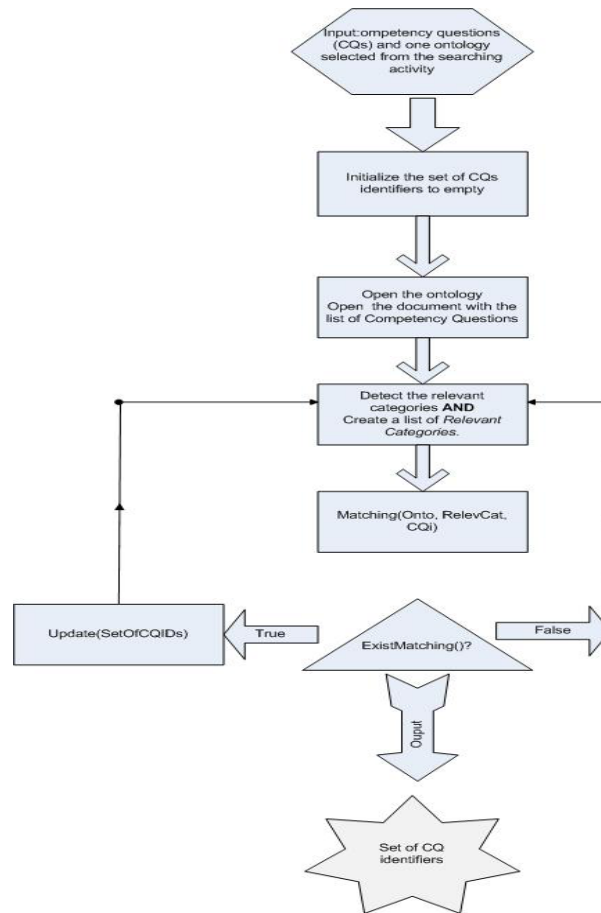 Input:ompetency questions
(CQs) and one ontology
selected from the searching
activity
Initialize the set of CQs
identifiers to empty
Open the ontology
Open the document with the
list of Competency Questions
Detect the relevant
categories AND
Create a list of Relevant
Categories.
Matching(Onto, RelevCat,
CQi)
Update(SetOfCQIDs)
True
ExistMatching()?
False
Ouput
Set of CQ
identifiers